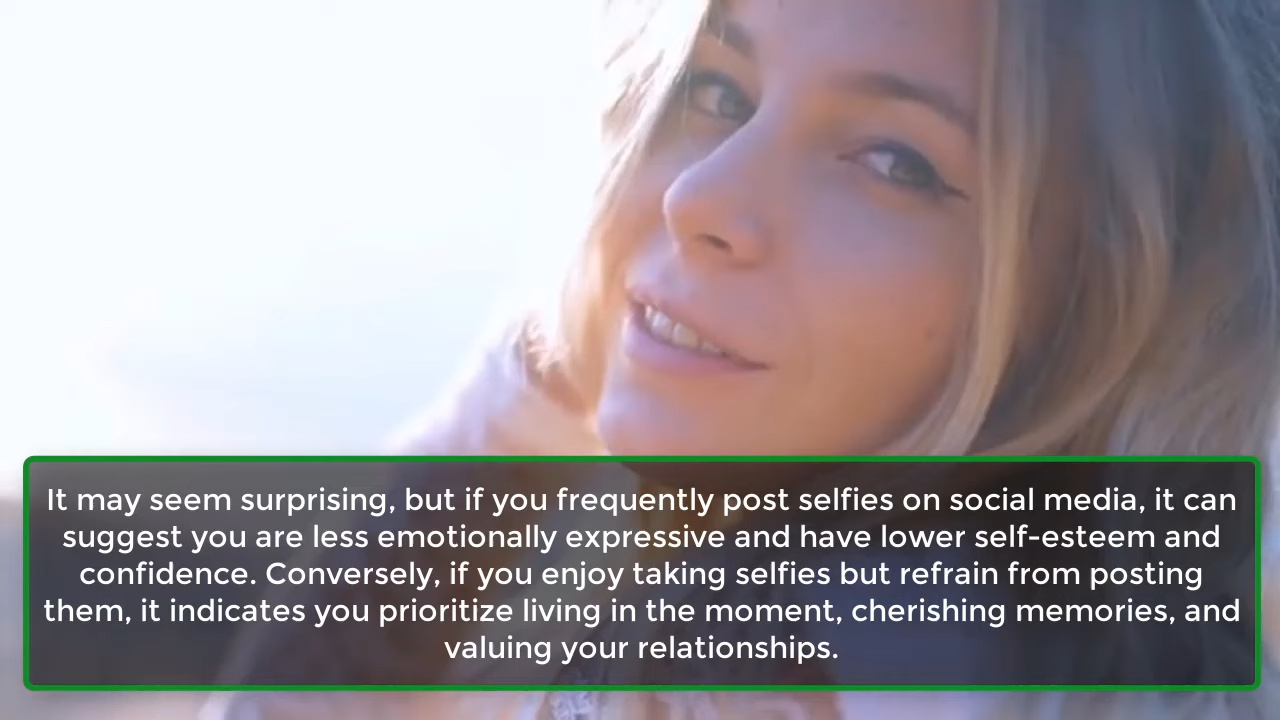 It may seem surprising, but if you frequently post selfies on social media, it can
suggest you are less emotionally expressive and have lower self-esteem and
confidence. Conversely, if you enjoy taking selfies but refrain from posting
them, it indicates you prioritize living in the moment, cherishing memories, and
valuing your relationships.